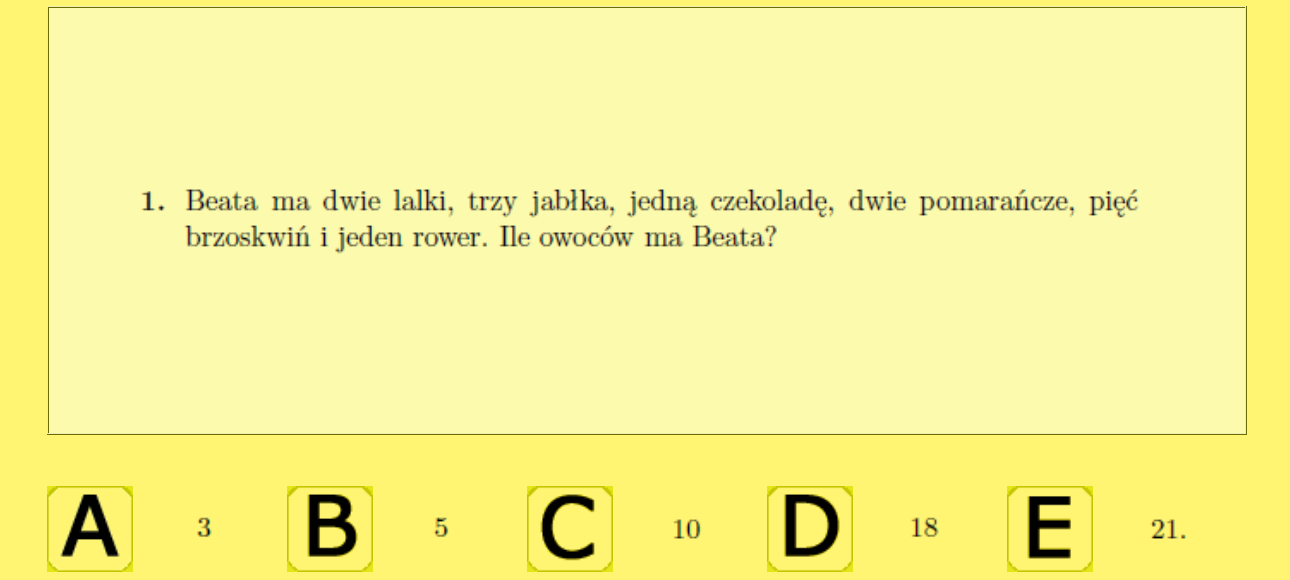 1. Beata ma dwie lalki, trzy jabłka, jedną czekoladę, dwie pomarańcze, pięć
brzoskwiń i jeden rower. Ile owoców ma Beata?
A 3 B 5 C 10 D 18 E 21.